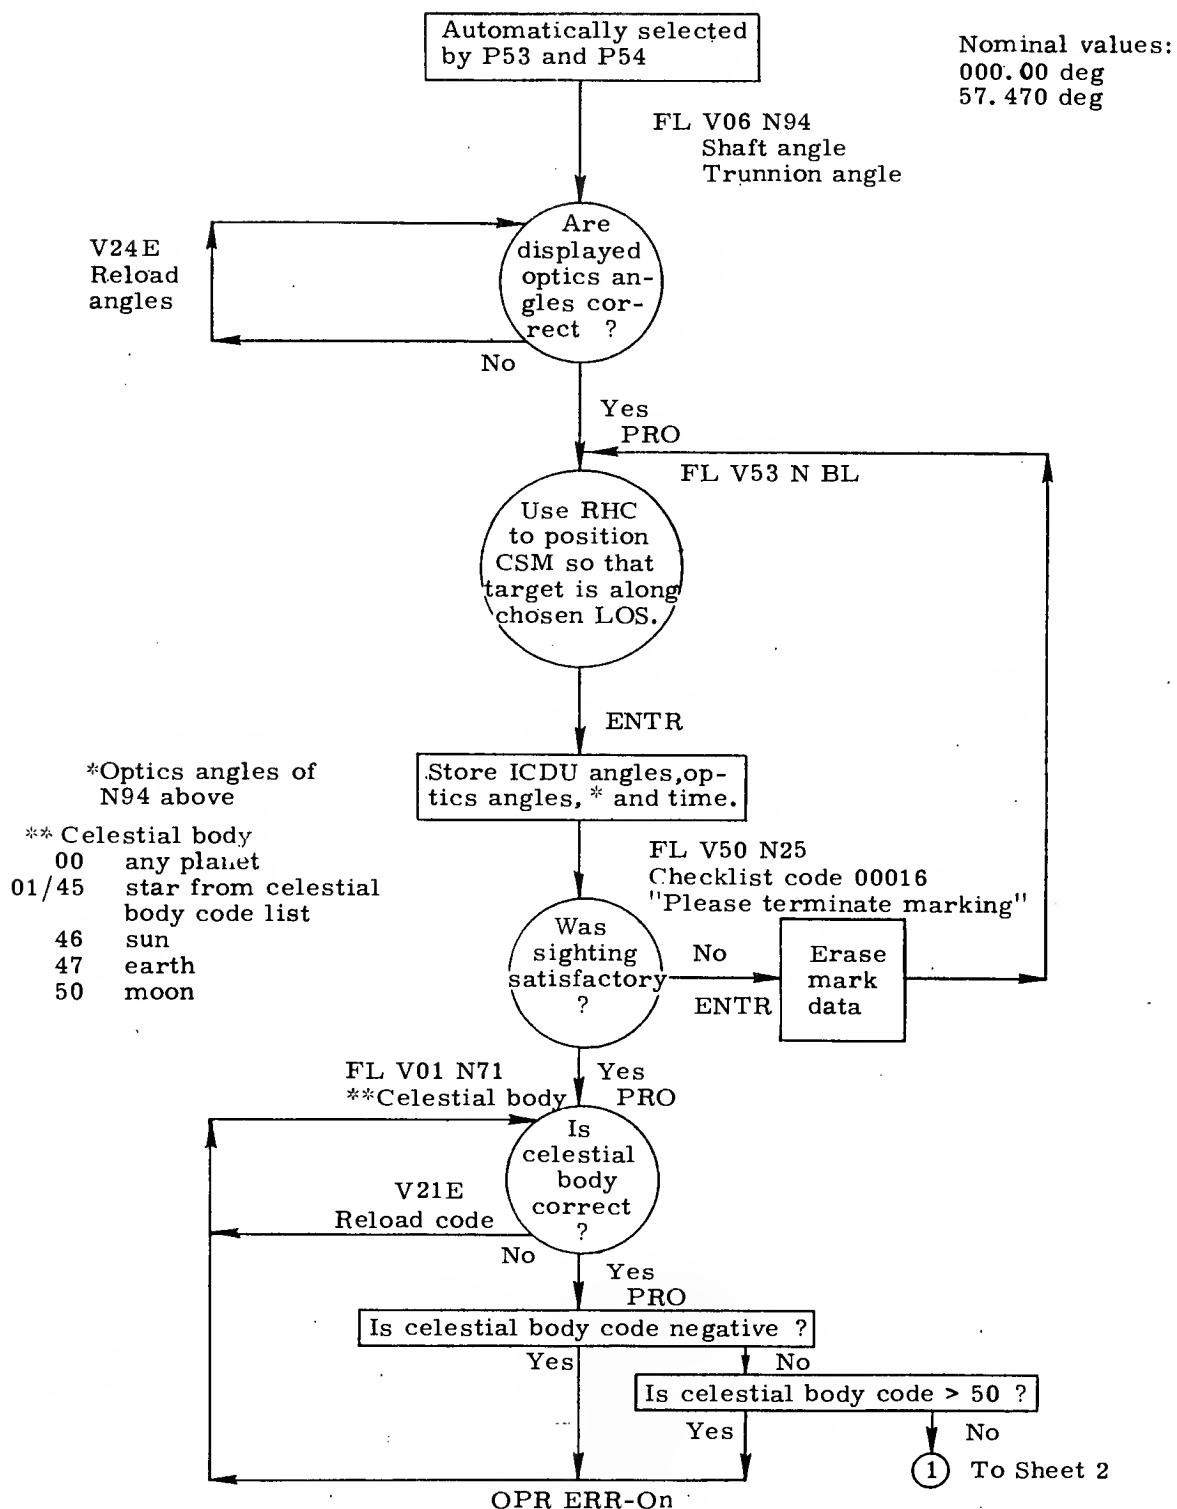 Automatically selected
by P53 and P54
Nominal values:
000.00 deg
57.470 deg
FL V06 N94
Shaft angle
Trunnion angle
Are
displayed
optics an-
gles cor-
rect ?
V24E
Reload
angles
No
Yes
PRO
FL V53 N BL
Use RHC
to position
CSM so that
target is along
chosen LOS.
ENTR
Store ICDU angles, op-
tics angles, * and time.
*Optics angles of
N94 above
** Celestial body
00 any planet
01/45 star from celestial
body code list
46 sun
47 earth
50 moon
FL V50 N25
Checklist code 00016
"Please terminate marking"
Was
sighting
satisfactory
?
No
ENTR
Erase
mark
data
Yes
PRO
FL V01 N71
**Celestial body
Is
celestial
body
correct
?
V21E
Reload code
No
Yes
PRO
Is celestial body code negative ?
Yes
No
Is celestial body code > 50 ?
Yes
No
1 To Sheet 2
OPR ERR-On